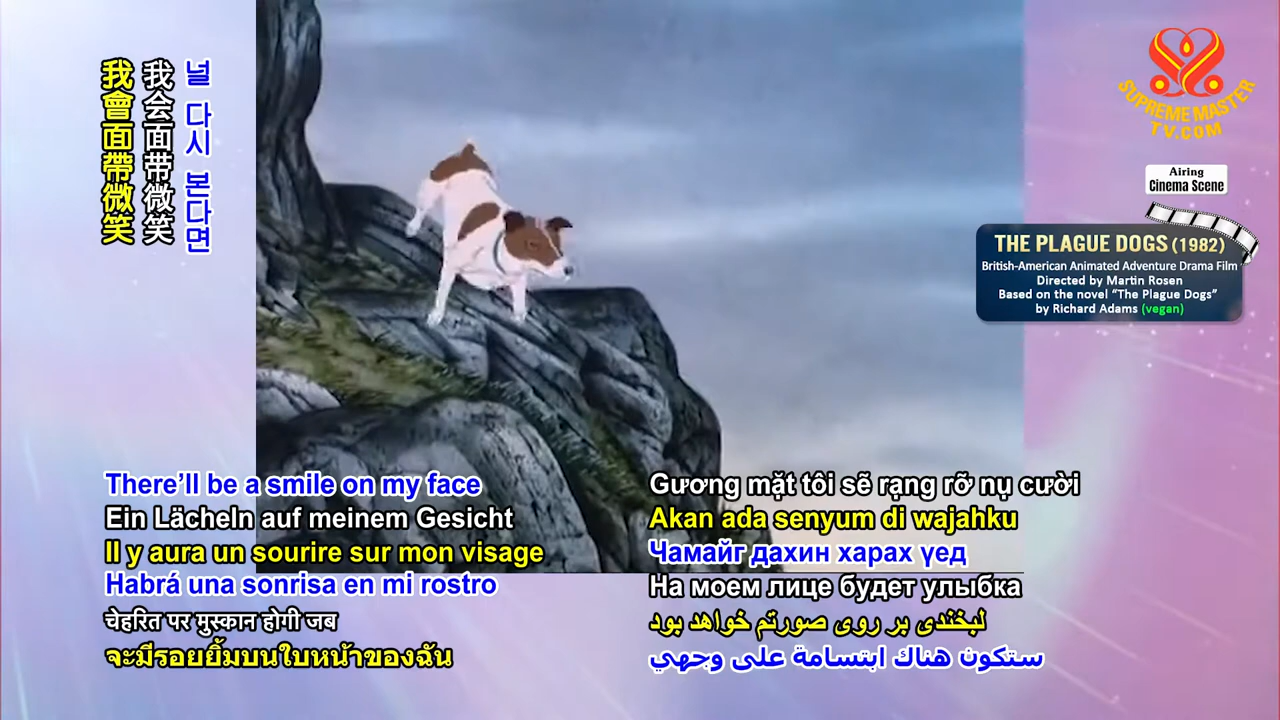 我會面帶微笑
我会面带微笑
널 다시 본다면
SUPREME MASTER
TV.COM
Airing
Cinema Scene
THE PLAGUE DOGS (1982)
British-American Animated Adventure Drama Film
Directed by Martin Rosen
Based on the novel “The Plague Dogs”
by Richard Adams (vegan)
There’ll be a smile on my face
Ein Lächeln auf meinem Gesicht
Il y aura un sourire sur mon visage
Habrá una sonrisa en mi rostro
चेहरित पर मुस्कान होगी जब
จะมีรอยยิ้มบนใบหน้าของฉัน
Gương mặt tôi sẽ rạng rỡ nụ cười
Akan ada senyum di wajahku
Чамайг дахин харах үед
На моем лице будет улыбка
لبخندی بر روی صورتم خواهد بود
ستكون هناك ابتسامة على وجهي